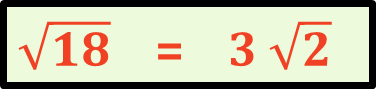 √18 = 3 √2